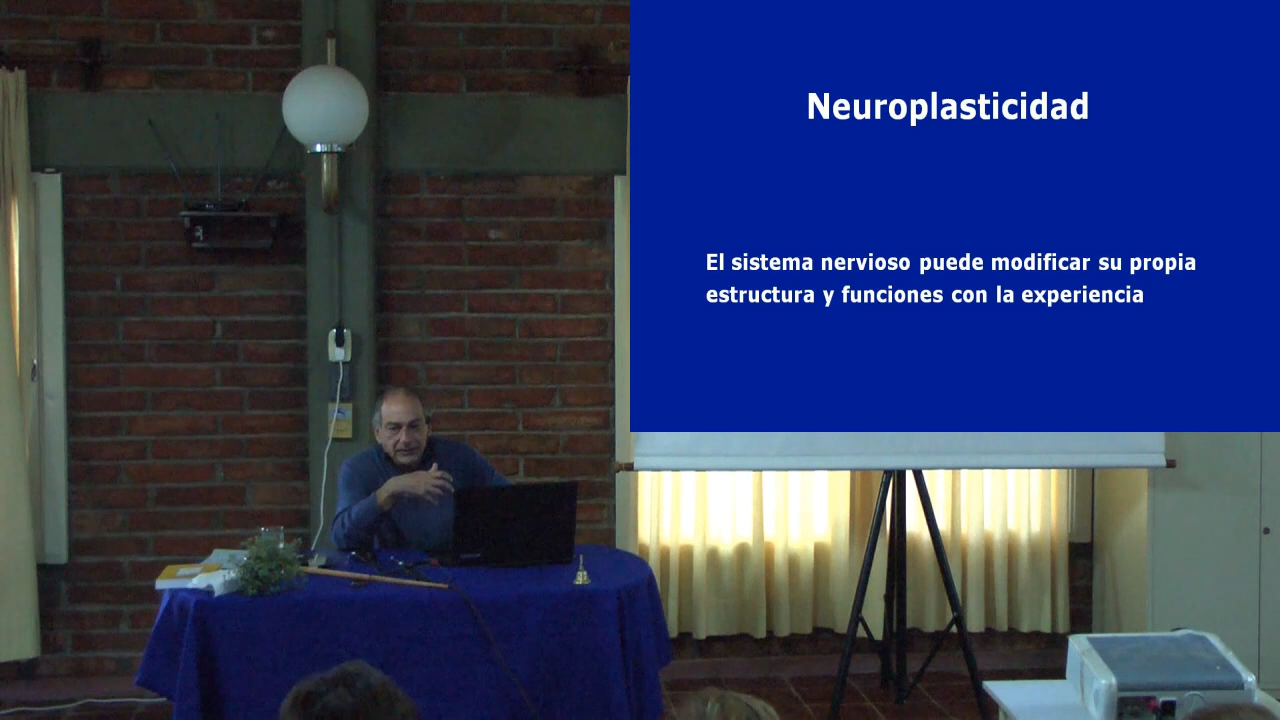 Neuroplasticidad
El sistema nervioso puede modificar su propia
estructura y funciones con la experiencia